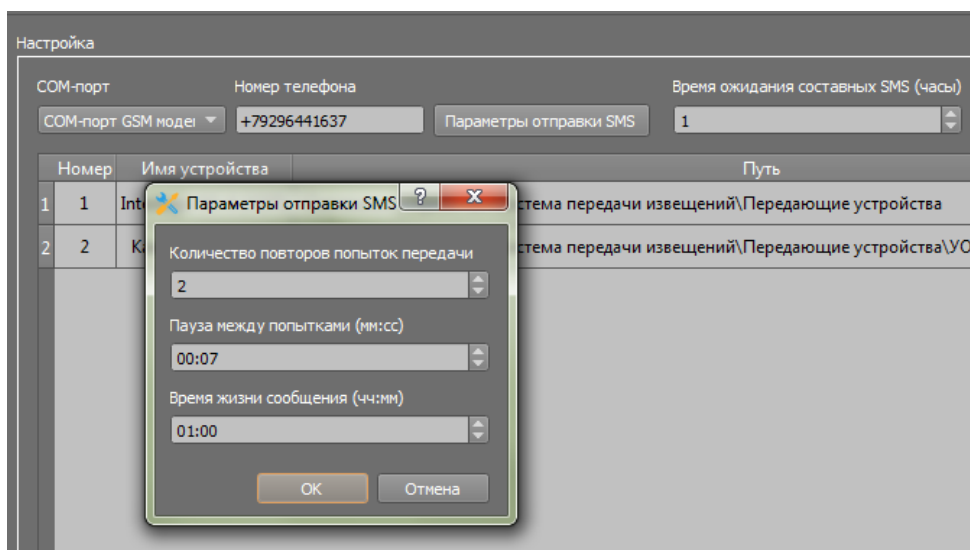 Настройка
COM-порт Номер телефона Время ожидания составных SMS (часы)
COM-порт GSM +79296441637 Параметры отправки SMS 1
Номер Имя устройства Путь
1 1 передачи извещений\Передающие устройства
2 2 передачи извещений\Передающие устройства\УО
Параметры отправки SMS ?
Количество повторов попыток передачи
2
Пауза между попытками (мм:сс)
00:07
Время жизни сообщения (чч:мм)
01:00
OK Отмена